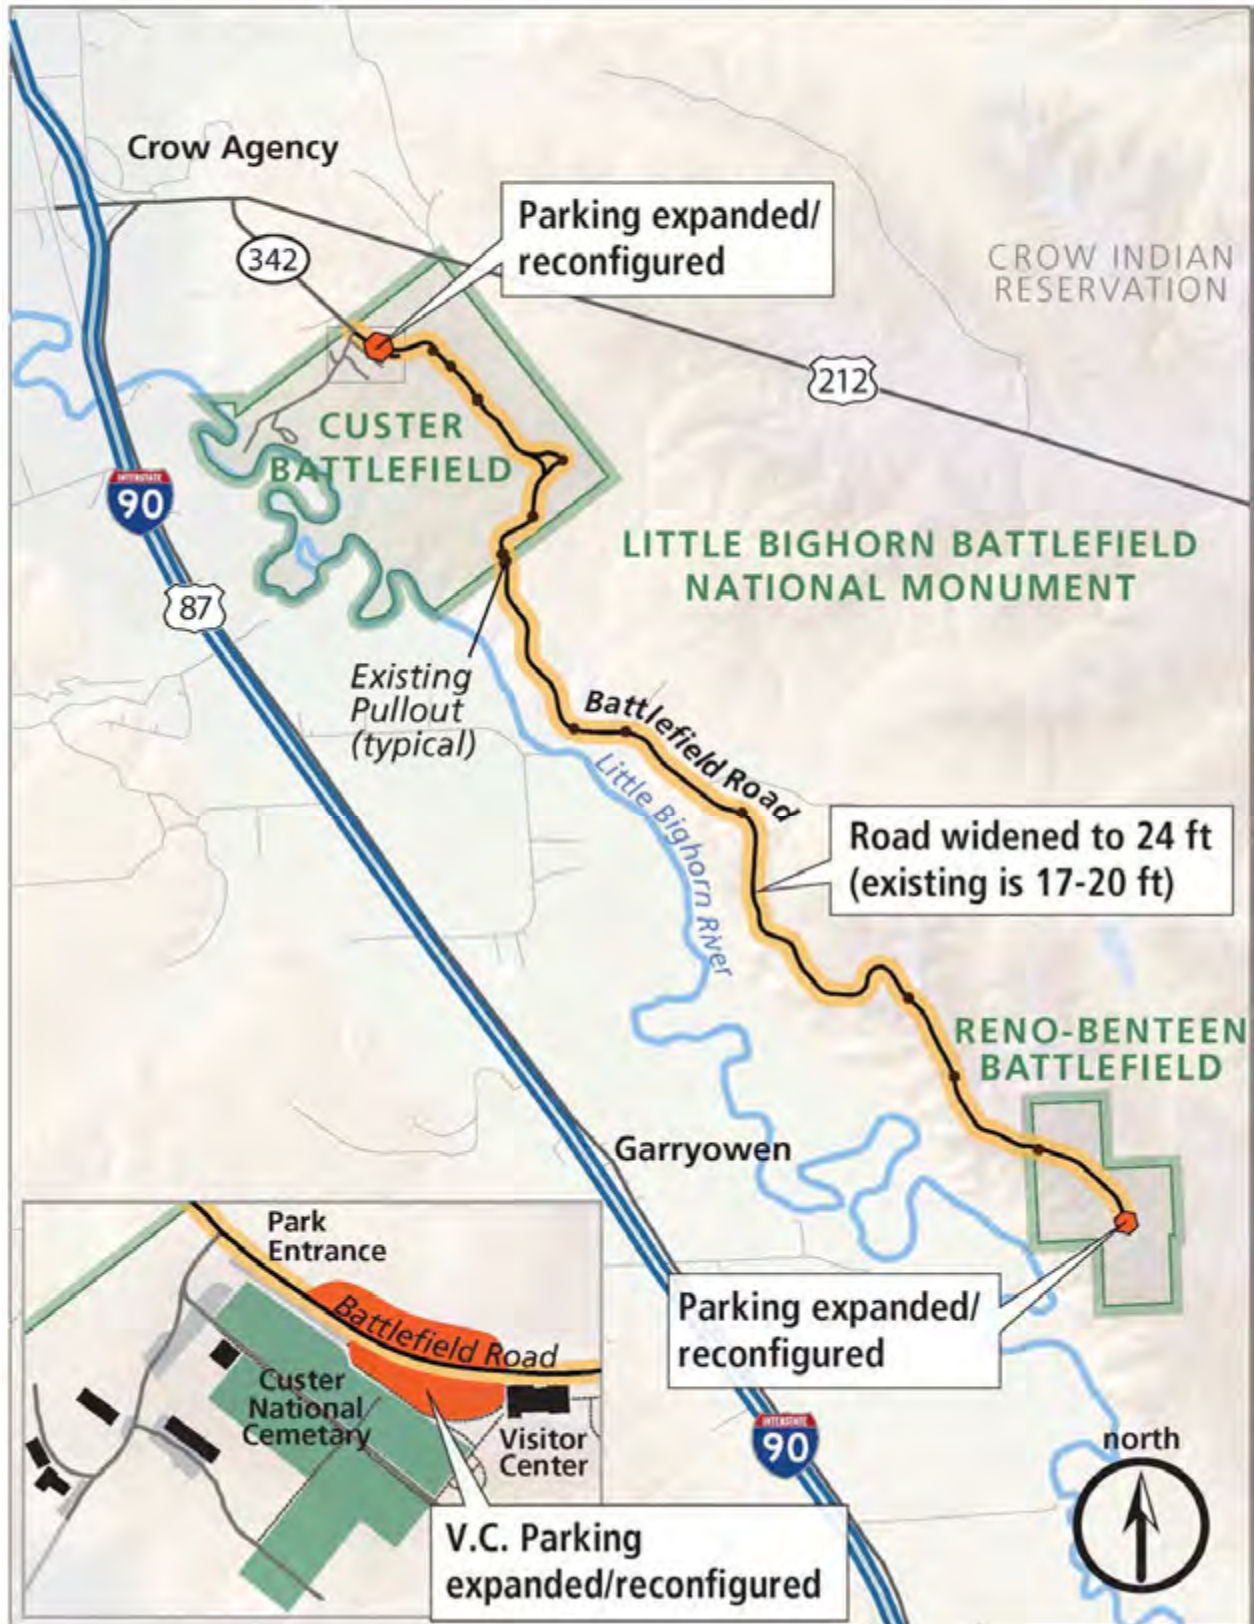 Crow Agency
Parking expanded/
reconfigured
342
CROW INDIAN
RESERVATION
212
CUSTER
BATTLEFIELD
INTERSTATE
90
LITTLE BIGHORN BATTLEFIELD
NATIONAL MONUMENT
87
Existing
Pullout
(typical)
Battlefield Road
Little Bighorn River
Road widened to 24 ft
(existing is 17-20 ft)
RENO-BENTEEN
BATTLEFIELD
Garryowen
Parking expanded/
reconfigured
INTERSTATE
90
north
Park
Entrance
Battlefield Road
Custer
National
Cemetary
Visitor
Center
V.C. Parking
expanded/reconfigured